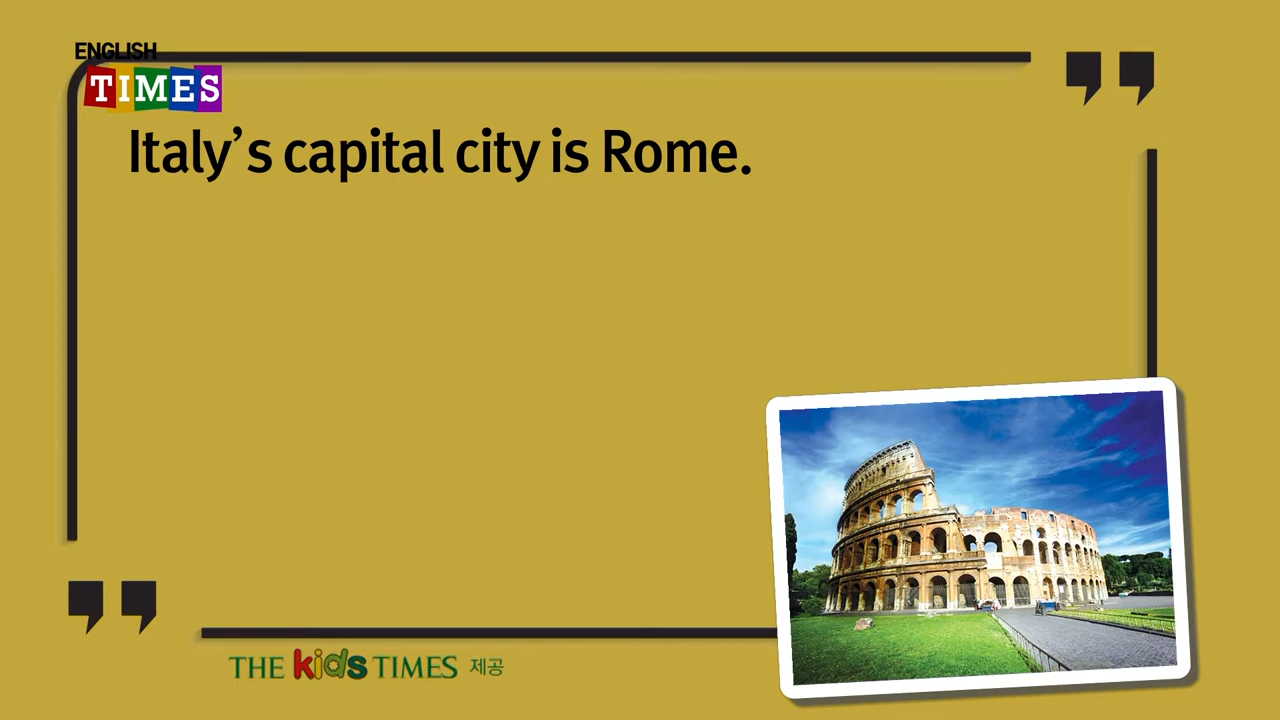 ENGLISH
TIMES
Italy’s capital city is Rome.
THE kids TIMES 제공